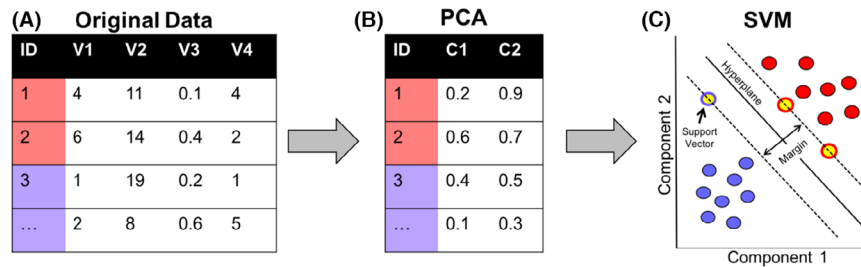 (A) Original Data
ID V1 V2 V3 V4
1 4 11 0.1 4
2 6 14 0.4 2
3 1 19 0.2 1
... 2 8 0.6 5
(B) PCA
ID C1 C2
1 0.2 0.9
2 0.6 0.7
3 0.4 0.5
... 0.1 0.3
(C) SVM
Component 2
Hyperplane
Support
Vector
Margin
Component 1